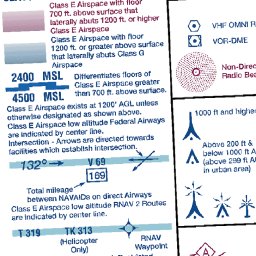 Class E Airspace with floor
700 ft. above surface that
laterally abuts 1200 ft. or higher
Class E Airspace
Class E Airspace with floor
1200 ft. or greater above surface
that laterally abuts Class G
Airspace
2400 MSL
4500 MSL
Differentiates floors of
Class E Airspace greater
than 700 ft. above surface.
Class E Airspace exists at 1200' AGL unless
otherwise designated as shown above.
Class E Airspace low altitude Federal Airways
are indicated by center line.
Intersection - Arrows are directed towards
facilities which establish intersection.
132° V 69
169
Total mileage
between NAVAIDs on direct Airways
Class E Airspace low altitude RNAV 2 Routes
are indicated by center line.
T 319 TK 313
(Helicopter
Only)
RNAV
Waypoint
VHF OMNI R
VOR-DME
Non-Direc
Radio Bea
1000 ft and highe
Above 200 ft &
below 1000 ft A
(above 299 ft A
in urban area)
A